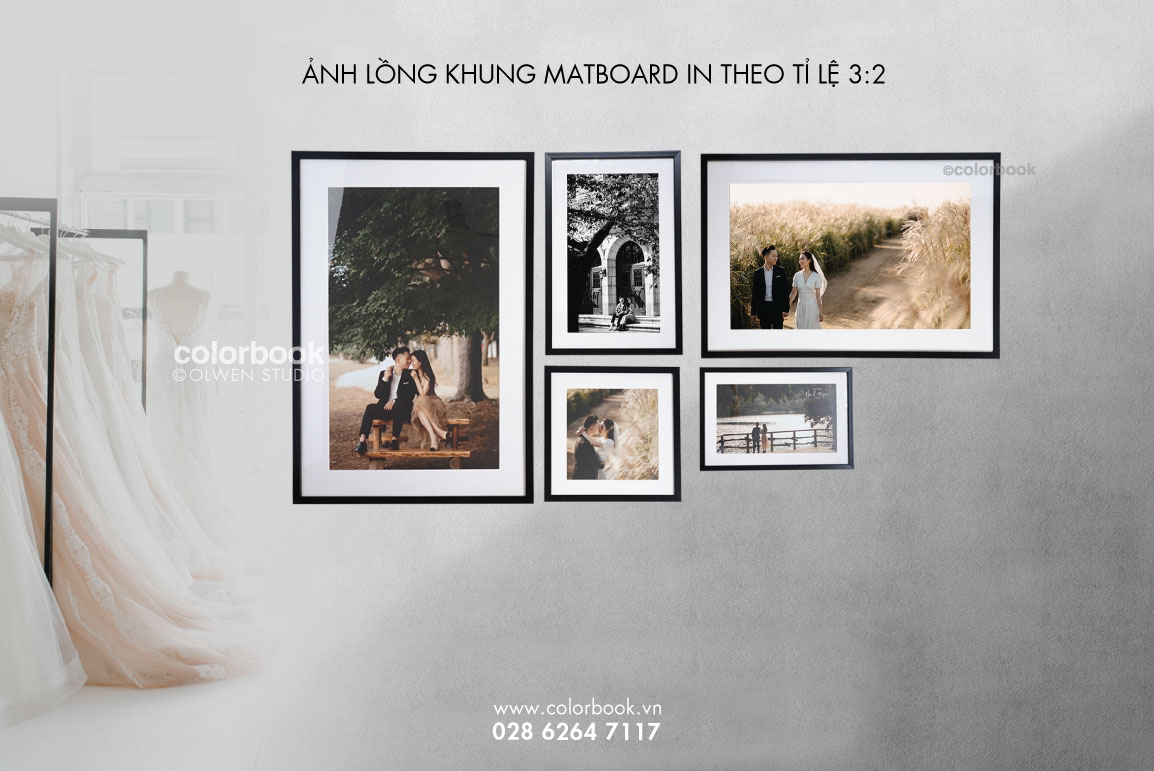 ẢNH LỒNG KHUNG MATBOARD IN THEO TỈ LỆ 3:2
©colorbook
colorbook
©OLWEN STUDIO
www.colorbook.vn
028 6264 7117